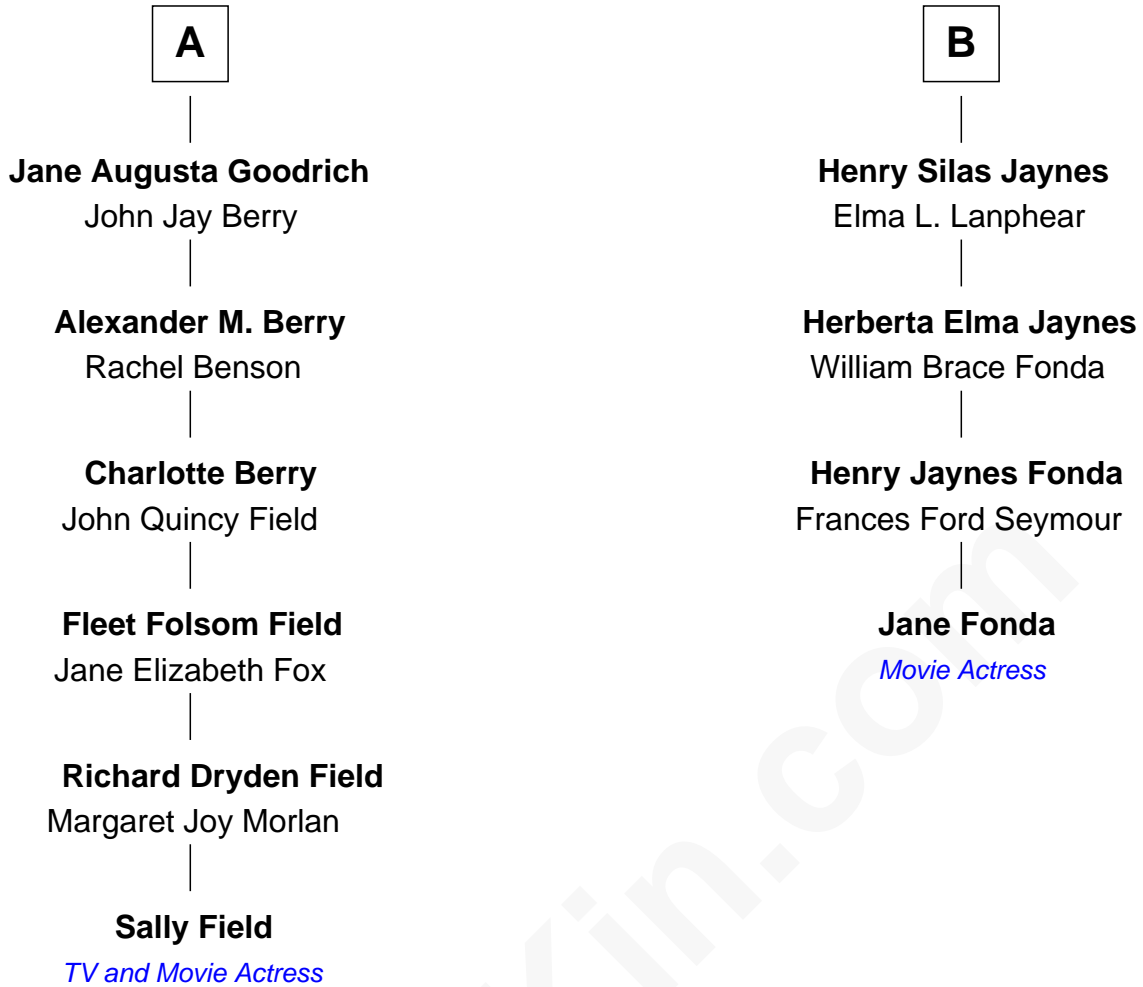 A
Jane Augusta Goodrich
John Jay Berry
Alexander M. Berry
Rachel Benson
Charlotte Berry
John Quincy Field
Fleet Folsom Field
Jane Elizabeth Fox
Richard Dryden Field
Margaret Joy Morlan
Sally Field
TV and Movie Actress
B
Henry Silas Jaynes
Elma L. Lanphear
Herberta Elma Jaynes
William Brace Fonda
Henry Jaynes Fonda
Frances Ford Seymour
Jane Fonda
Movie Actress
Kin.com